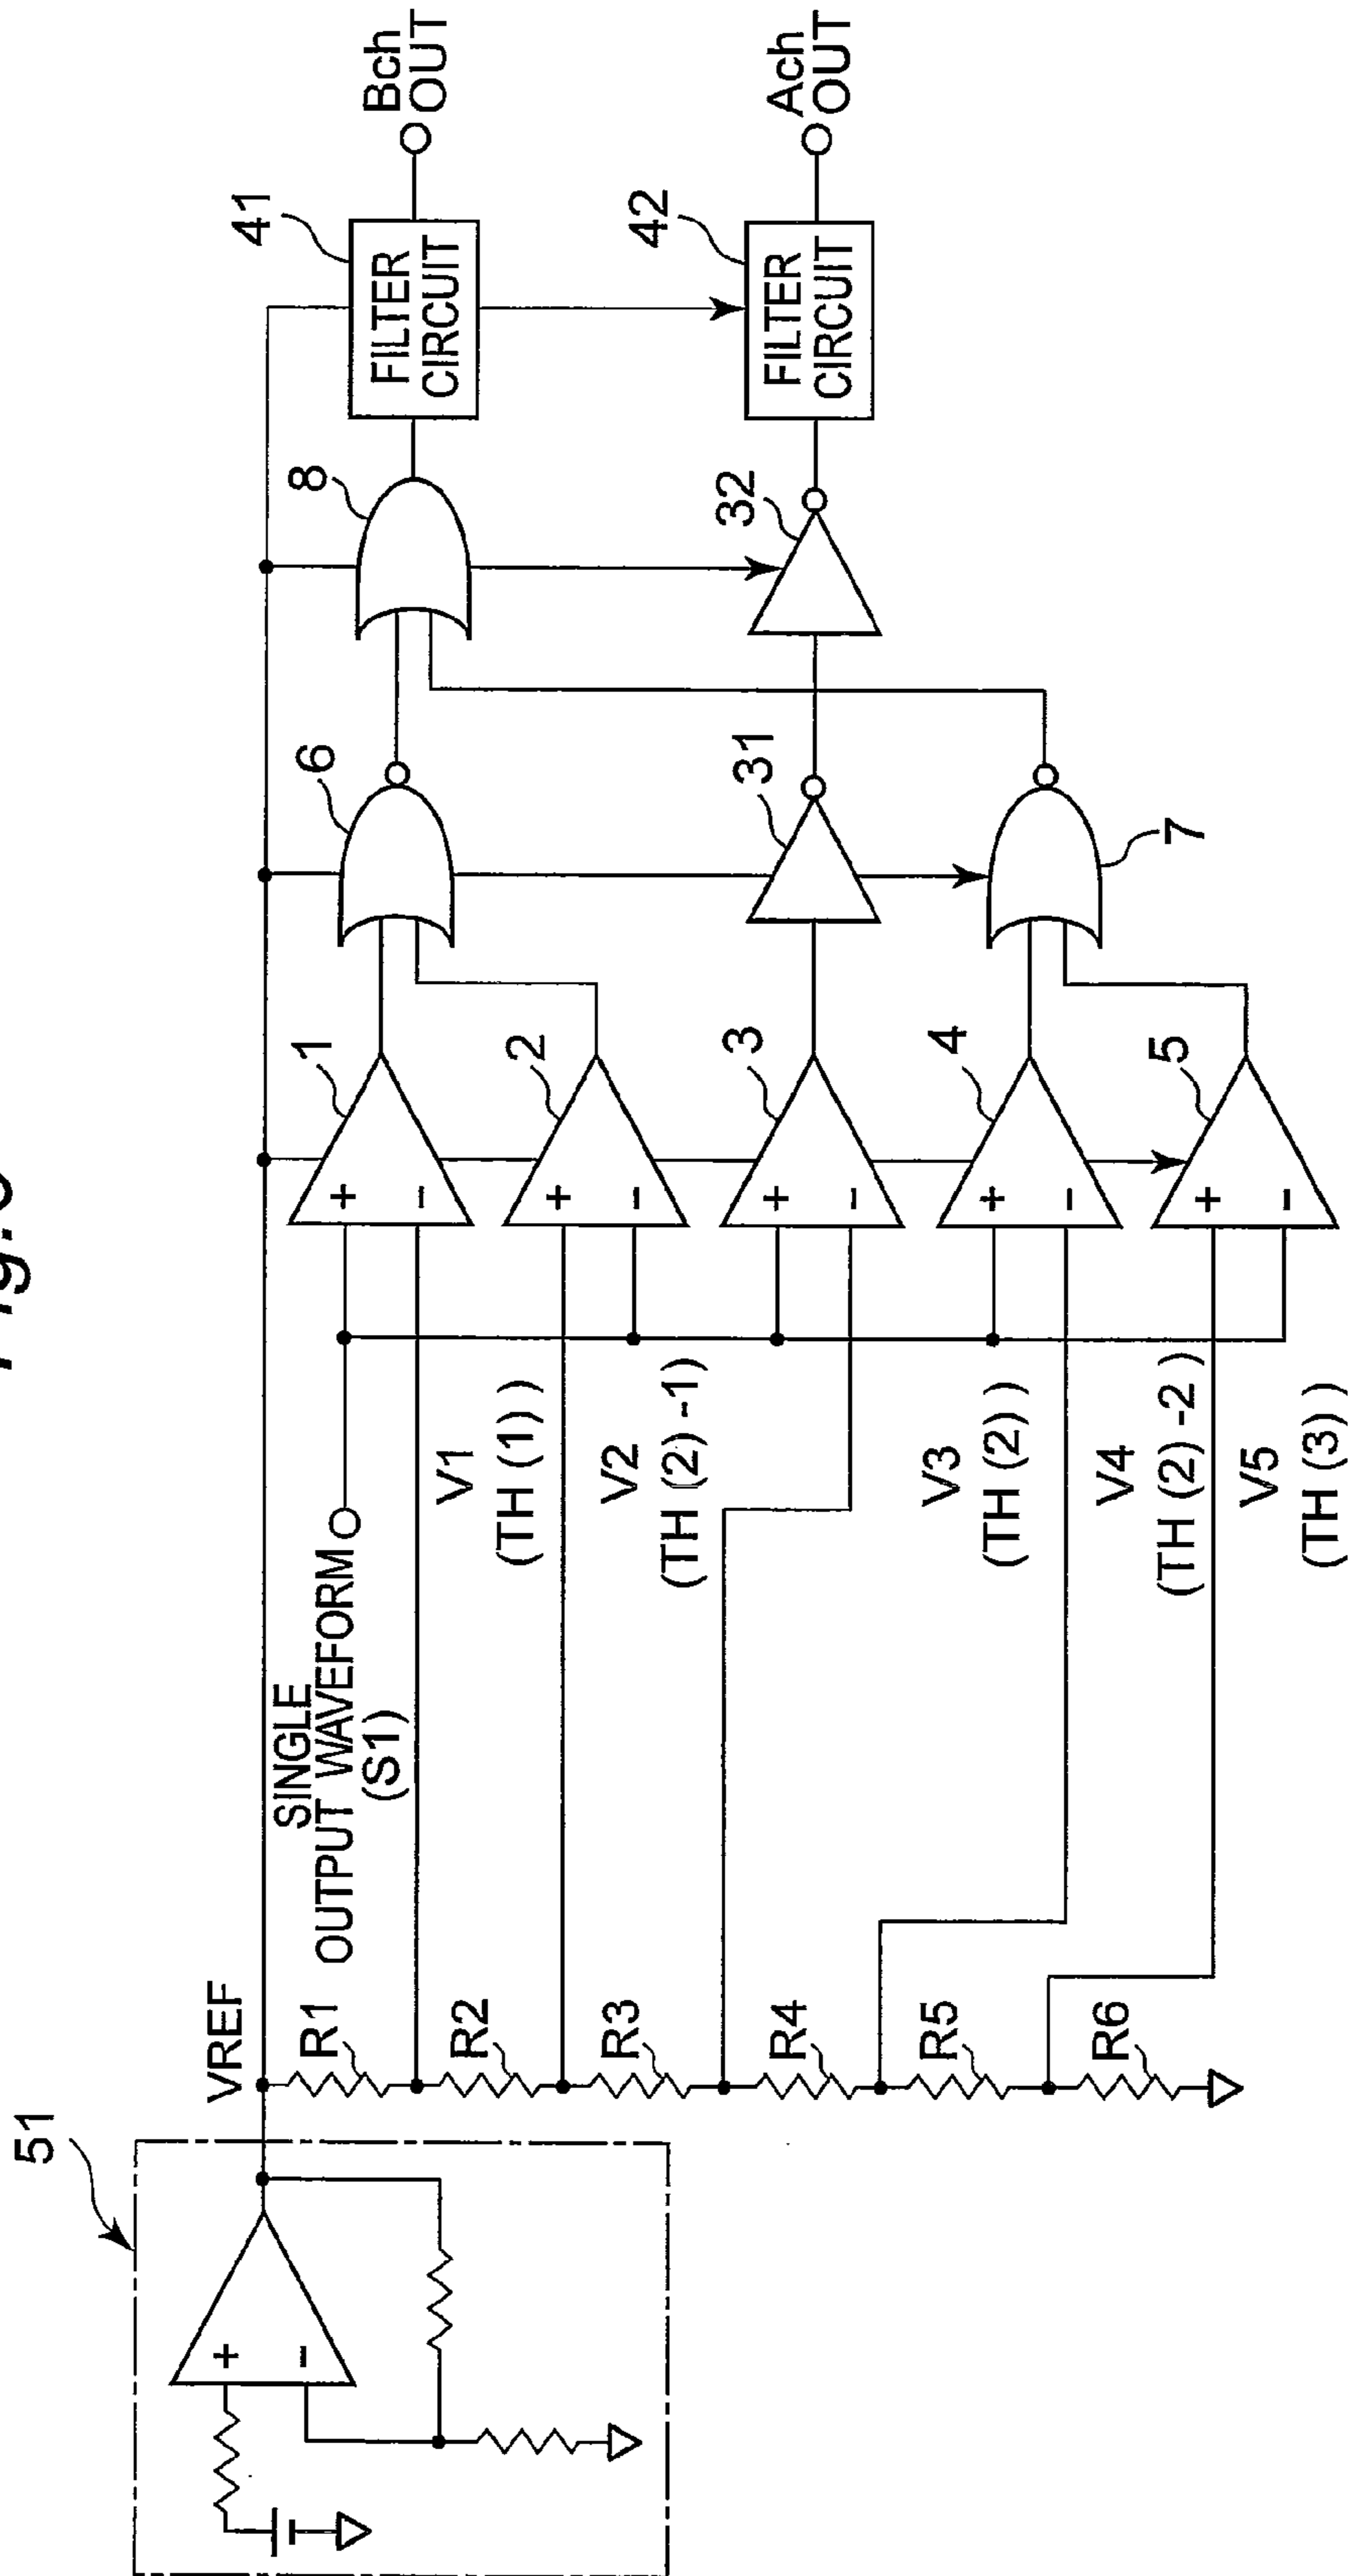 51
VREF
R1
R2
R3
R4
R5
R6
SINGLE
OUTPUT WAVEFORM
(S1)
V1
(TH (1) )
V2
(TH (2) -1)
V3
(TH (2) )
V4
(TH (2) -2 )
V5
(TH (3) )
+
-
1
+
-
2
+
-
3
+
-
4
+
-
5
+
-
6
31
7
8
32
41
FILTER
CIRCUIT
42
FILTER
CIRCUIT
Bch
OUT
Ach
OUT